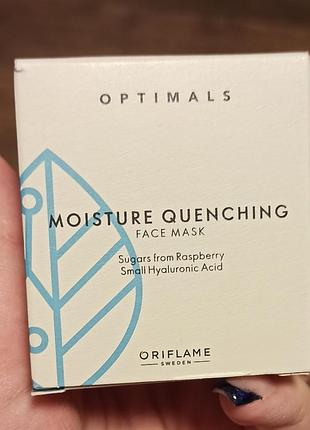 OPTIMALS
MOISTURE QUENCHING
FACE MASK
Sugars from Raspberry
Small Hyaluronic Acid
ORIFLAME
SWEDEN